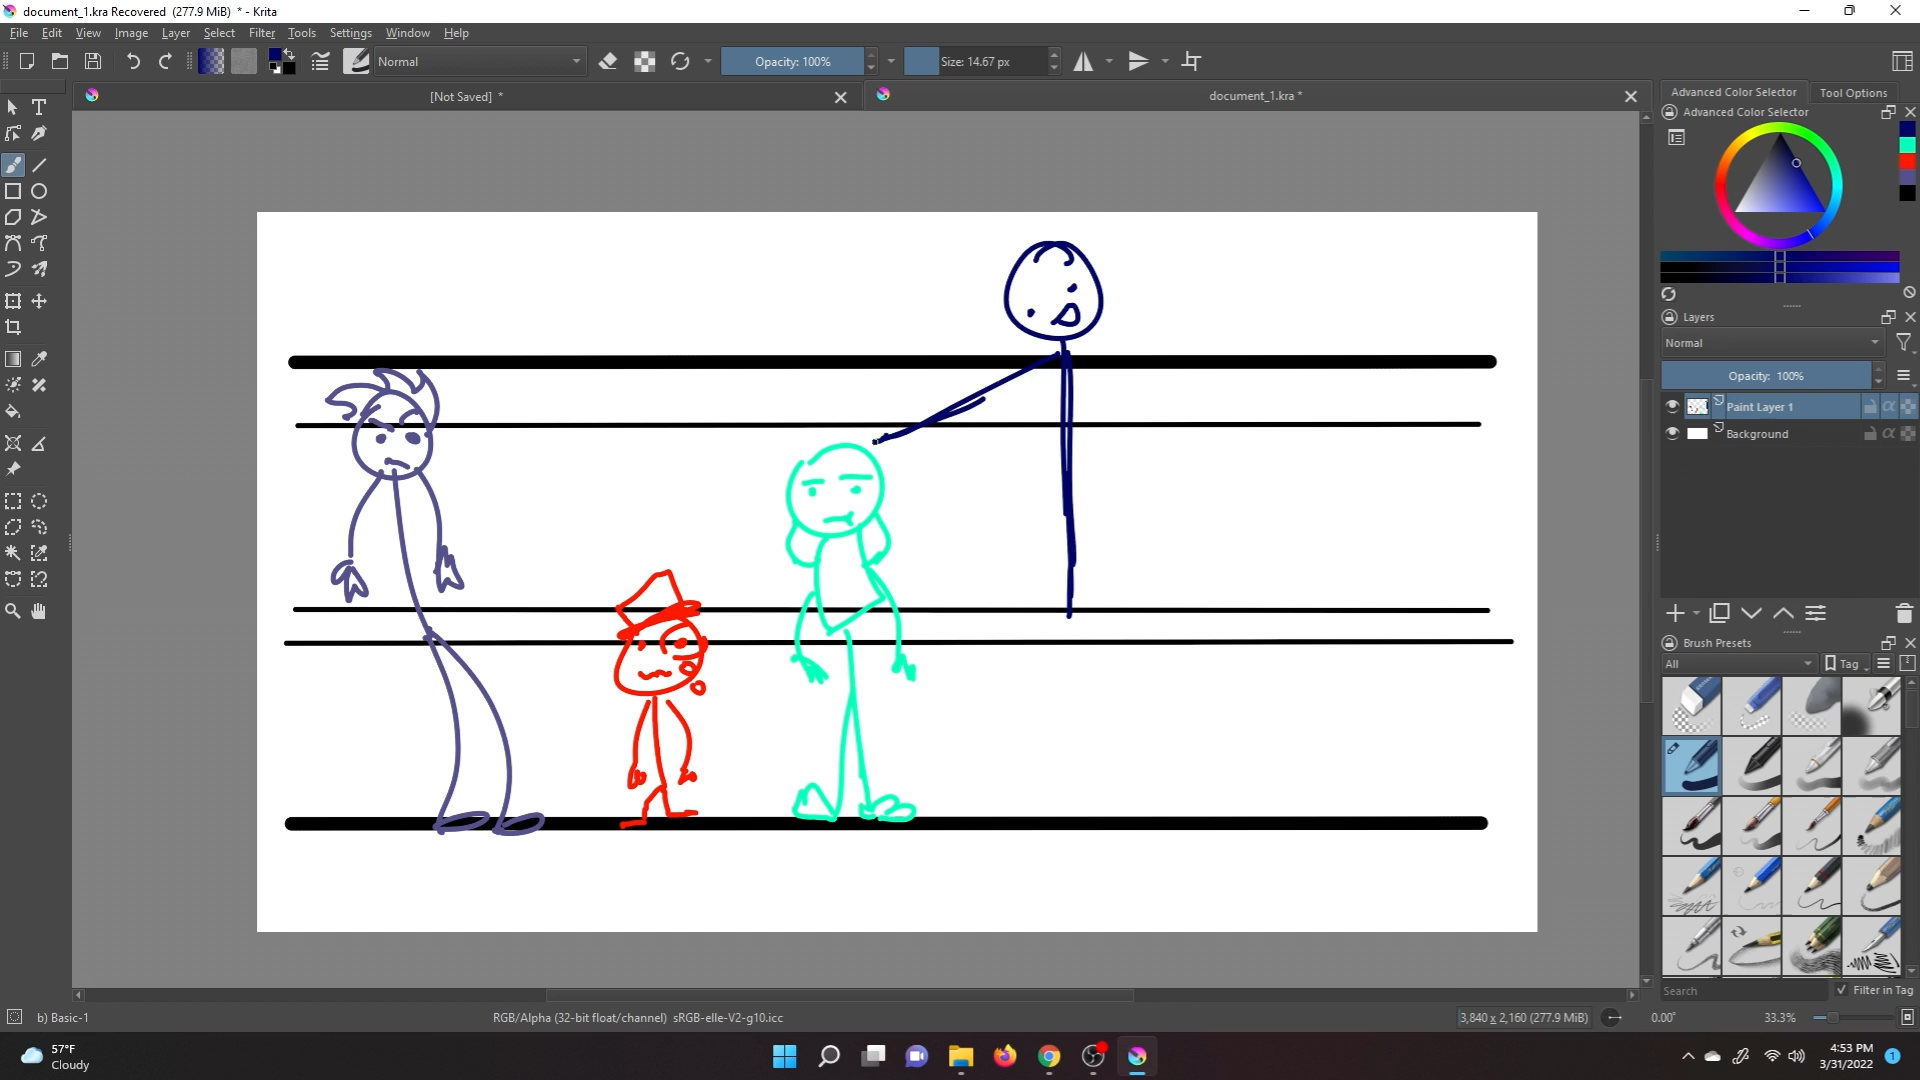 document_1.kra Recovered (277.9 MiB) * - Krita
File Edit View Image Layer Select Filter Tools Settings Window Help
Normal Opacity: 100% Size: 14.67 px
[Not Saved] * document_1.kra *
Advanced Color Selector Tool Options
Advanced Color Selector
Layers
Normal
Opacity: 100%
Paint Layer 1
Background
Brush Presets
All Tag
Search Filter in Tag
b) Basic-1 RGB/Alpha (32-bit float/channel) sRGB-elle-V2-g10.icc 3,840 x 2,160 (277.9 MiB) 0.00° 33.3%
57°F
Cloudy
4:53 PM
3/31/2022
1